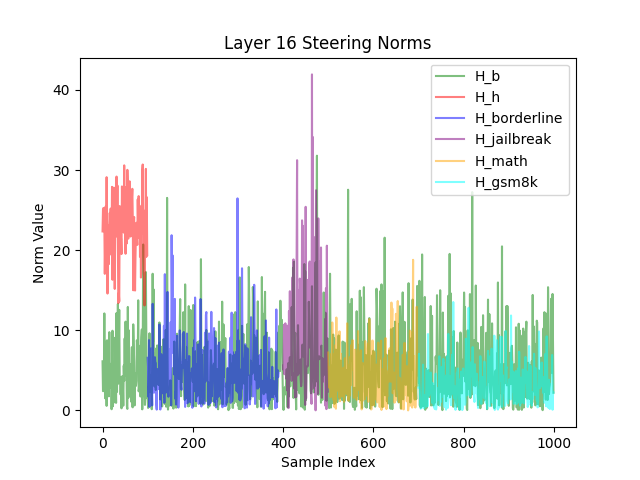 Layer 16 Steering Norms
Norm Value
40
30
20
10
0
H_b
H_h
H_borderline
H_jailbreak
H_math
H_gsm8k
0 200 400 600 800 1000
Sample Index